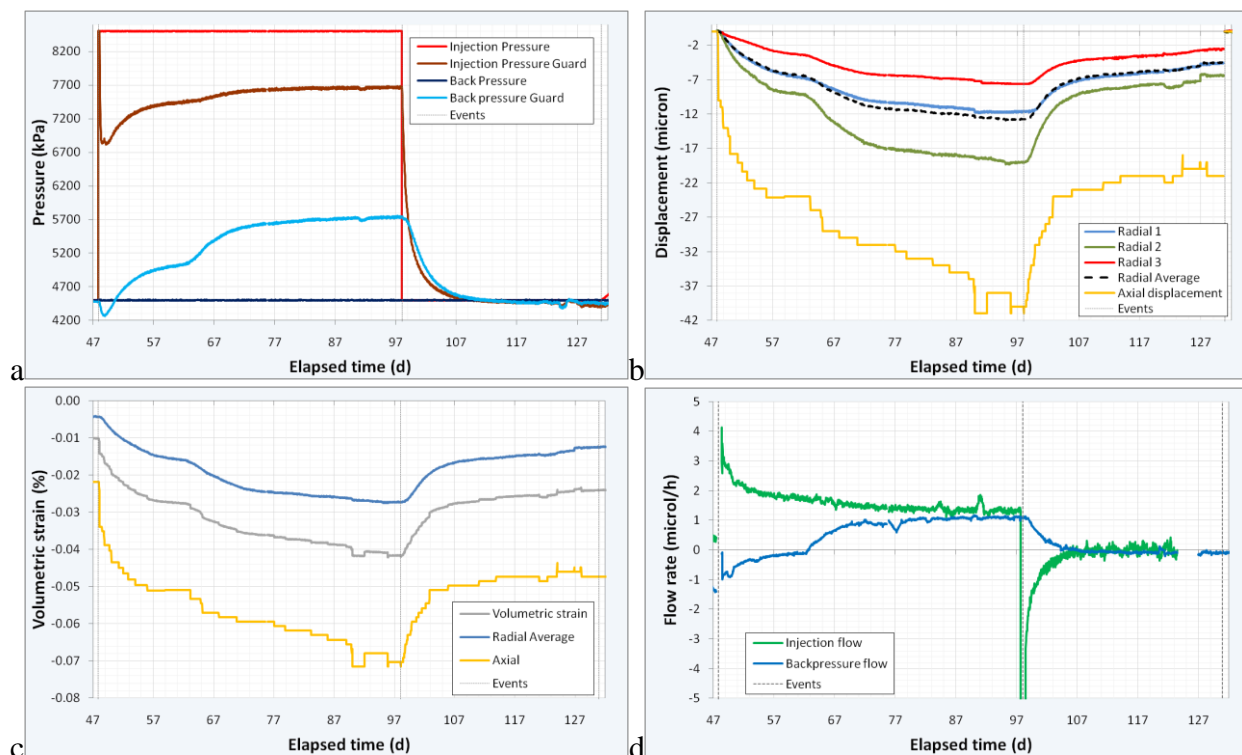 8200
7700
7200
6700
6200
5700
5200
4700
4200
Pressure (kPa)
47 57 67 77 87 97 107 117 127
Elapsed time (d)
Injection Pressure
Injection Pressure Guard
Back Pressure
Back pressure Guard
Events
a
-2
-7
-12
-17
-22
-27
-32
-37
-42
Displacement (micron)
47 57 67 77 87 97 107 117 127
Elapsed time (d)
Radial 1
Radial 2
Radial 3
Radial Average
Axial displacement
Events
b
0.00
-0.01
-0.02
-0.03
-0.04
-0.05
-0.06
-0.07
-0.08
Volumetric strain (%)
47 57 67 77 87 97 107 117 127
Elapsed time (d)
Volumetric strain
Radial Average
Axial
Events
c
5
4
3
2
1
0
-1
-2
-3
-4
-5
Flow rate (microl/h)
47 57 67 77 87 97 107 117 127
Elapsed time (d)
Injection flow
Backpressure flow
Events
d